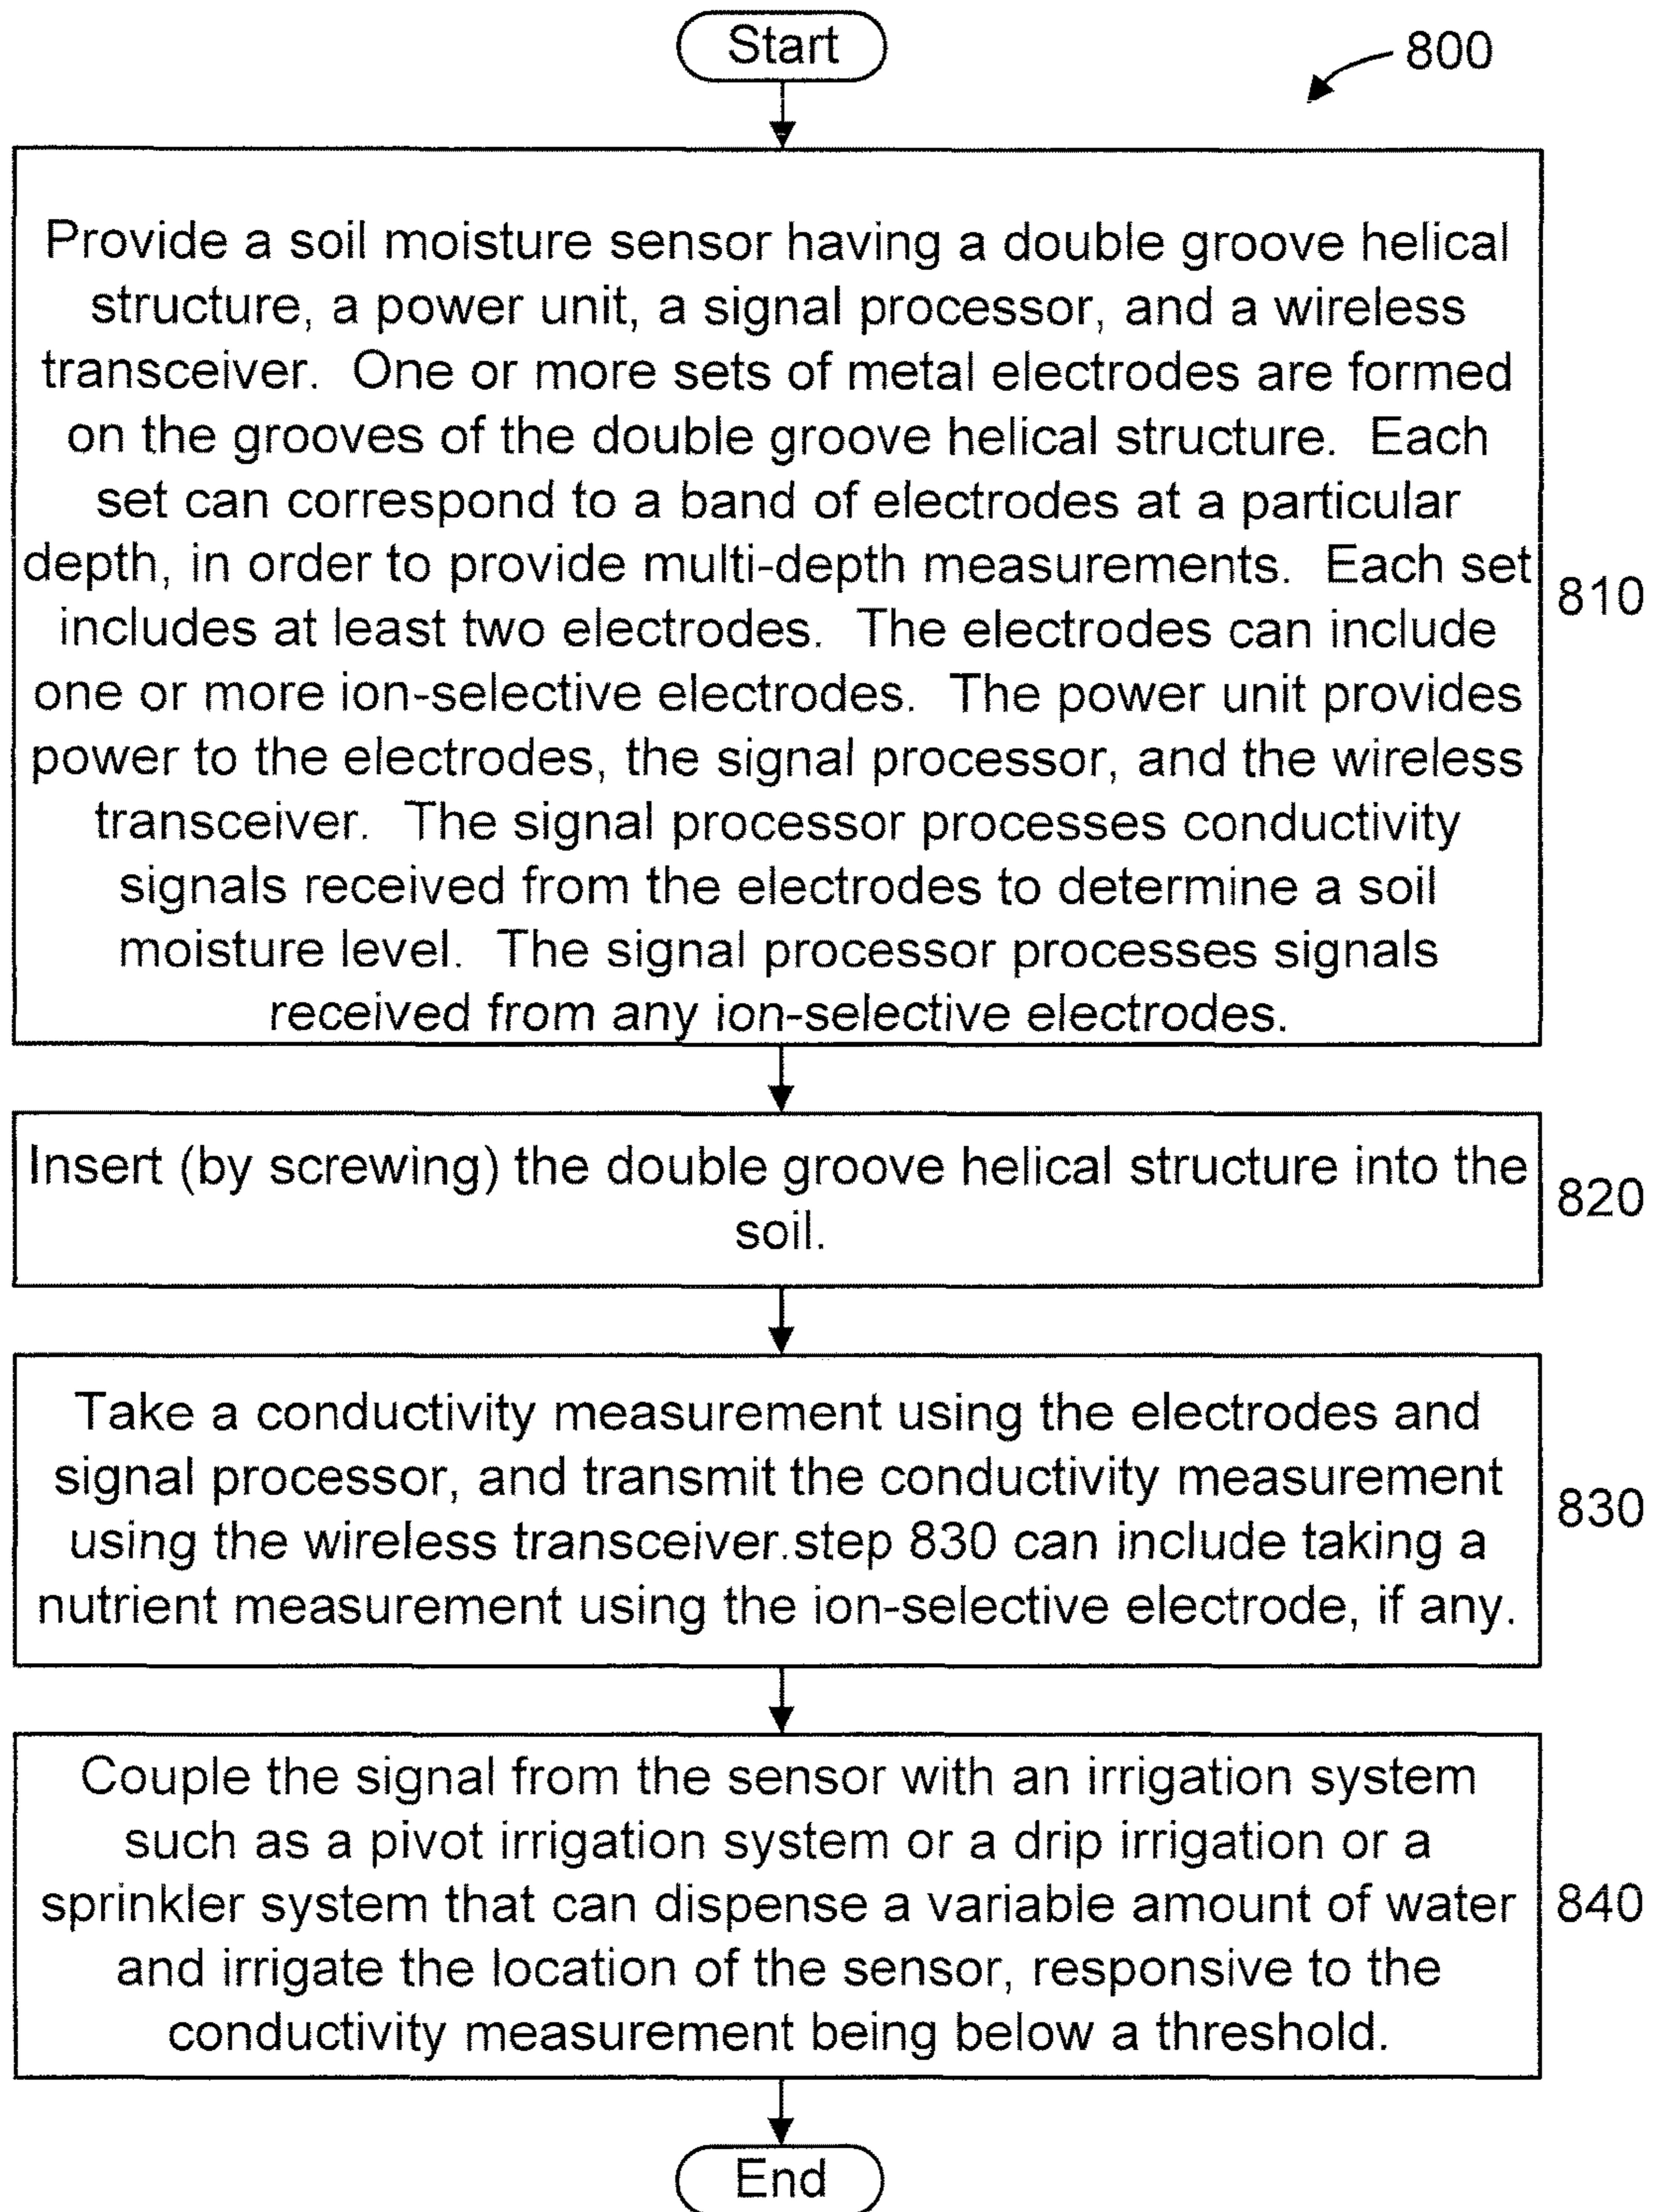 Start
800
Provide a soil moisture sensor having a double groove helical
structure, a power unit, a signal processor, and a wireless
transceiver. One or more sets of metal electrodes are formed
on the grooves of the double groove helical structure. Each
set can correspond to a band of electrodes at a particular
depth, in order to provide multi-depth measurements. Each set
includes at least two electrodes. The electrodes can include
one or more ion-selective electrodes. The power unit provides
power to the electrodes, the signal processor, and the wireless
transceiver. The signal processor processes conductivity
signals received from the electrodes to determine a soil
moisture level. The signal processor processes signals
received from any ion-selective electrodes.
810
Insert (by screwing) the double groove helical structure into the
soil.
820
Take a conductivity measurement using the electrodes and
signal processor, and transmit the conductivity measurement
using the wireless transceiver.step 830 can include taking a
nutrient measurement using the ion-selective electrode, if any.
830
Couple the signal from the sensor with an irrigation system
such as a pivot irrigation system or a drip irrigation or a
sprinkler system that can dispense a variable amount of water
and irrigate the location of the sensor, responsive to the
conductivity measurement being below a threshold.
840
End